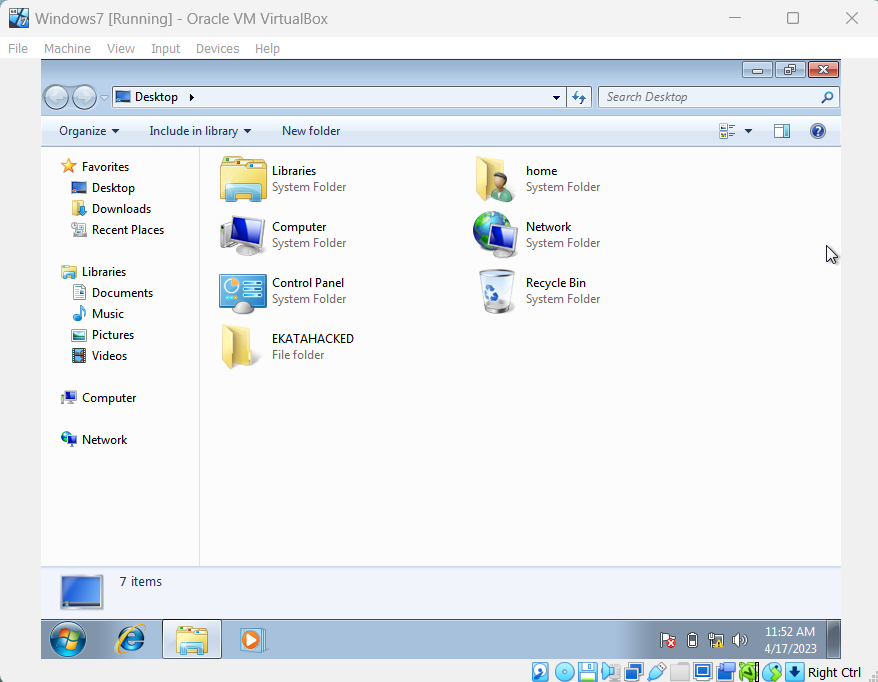 Windows7 [Running] - Oracle VM VirtualBox
File Machine View Input Devices Help
Desktop
Search Desktop
Organize Include in library New folder
Favorites
Desktop
Downloads
Recent Places
Libraries
Documents
Music
Pictures
Videos
Computer
Network
Libraries
System Folder
home
System Folder
Computer
System Folder
Network
System Folder
Control Panel
System Folder
Recycle Bin
System Folder
EKATAHACKED
File folder
7 items
11:52 AM
4/17/2023
Right Ctrl